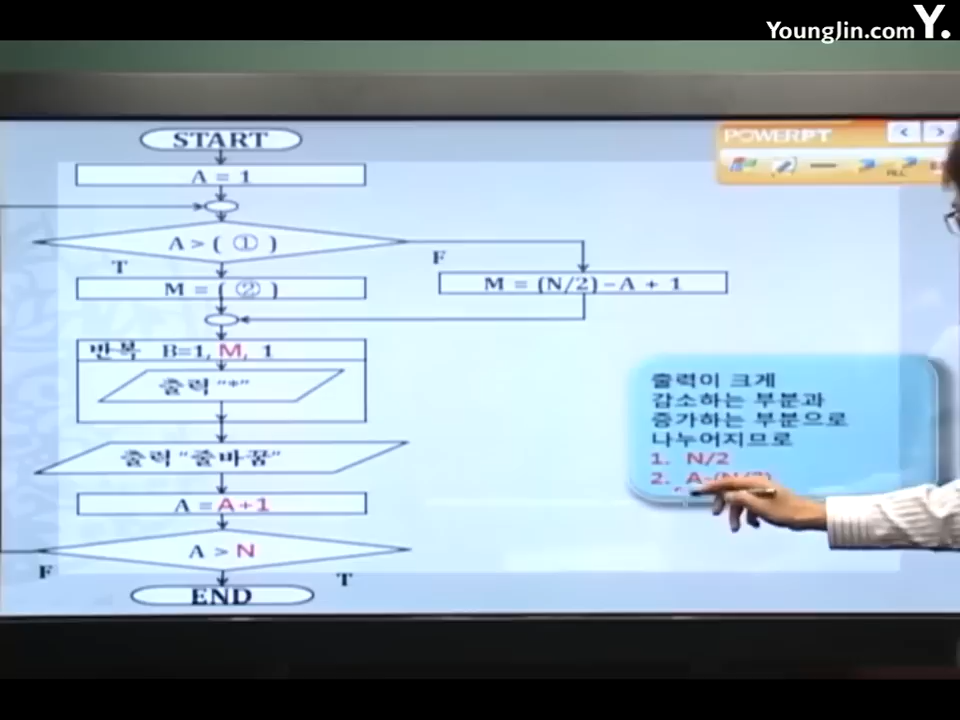 YoungJin.com Y.
START
POWERPT
A = 1
A > ( ① )
F
T
M = ( ② )
M = (N/2) - A + 1
반복 B=1, M, 1
출력 "*"
출력이 크게
감소하는 부분과
증가하는 부분으로
나누어지므로
1. N/2
2. A-(N/2)
출력 "줄바꿈"
A = A+1
A > N
F
T
END